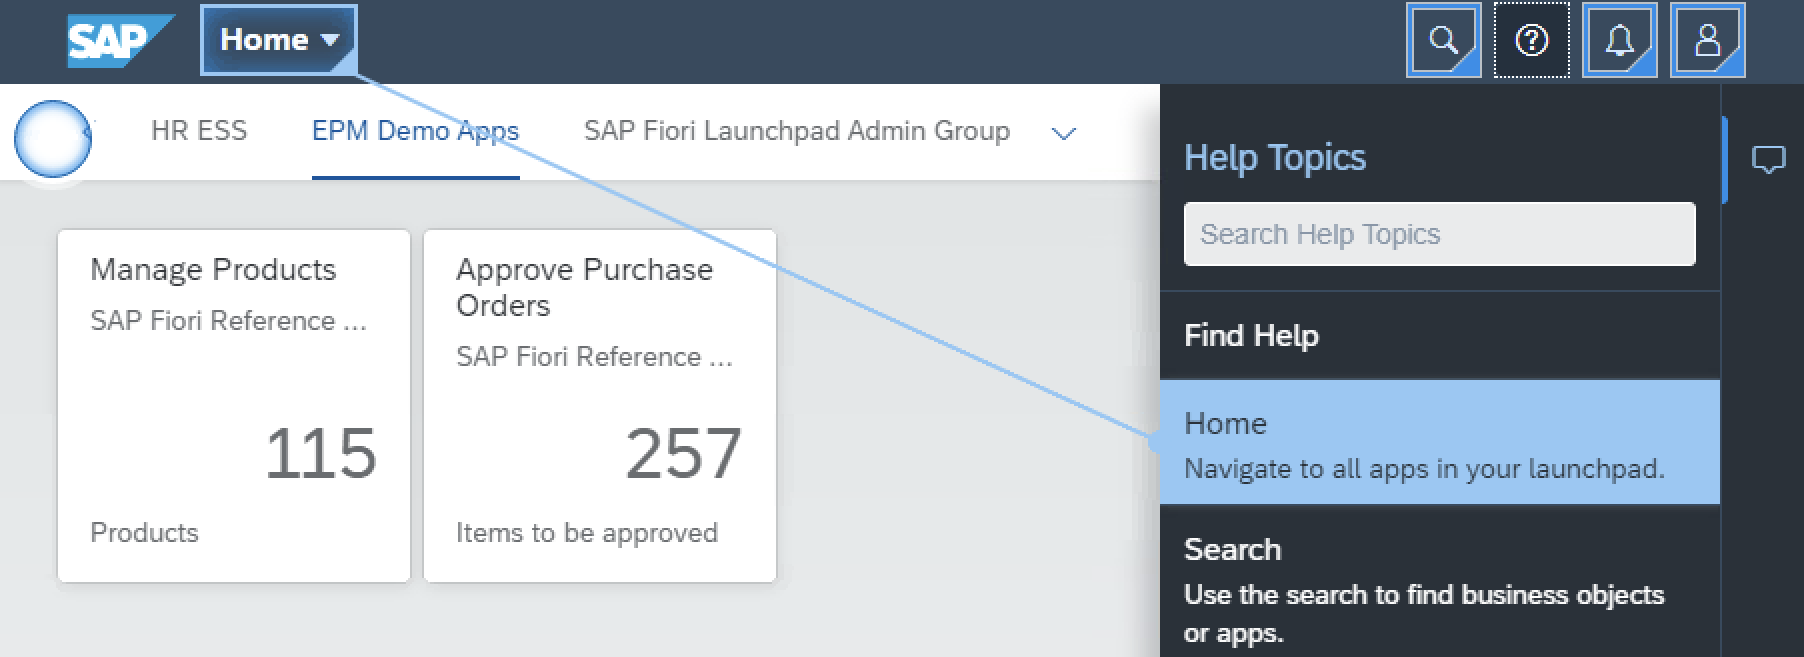 SAP
Home
HR ESS
EPM Demo Apps
SAP Fiori Launchpad Admin Group
Manage Products
SAP Fiori Reference ...
115
Products
Approve Purchase
Orders
SAP Fiori Reference ...
257
Items to be approved
Help Topics
Search Help Topics
Find Help
Home
Navigate to all apps in your launchpad.
Search
Use the search to find business objects
or apps.